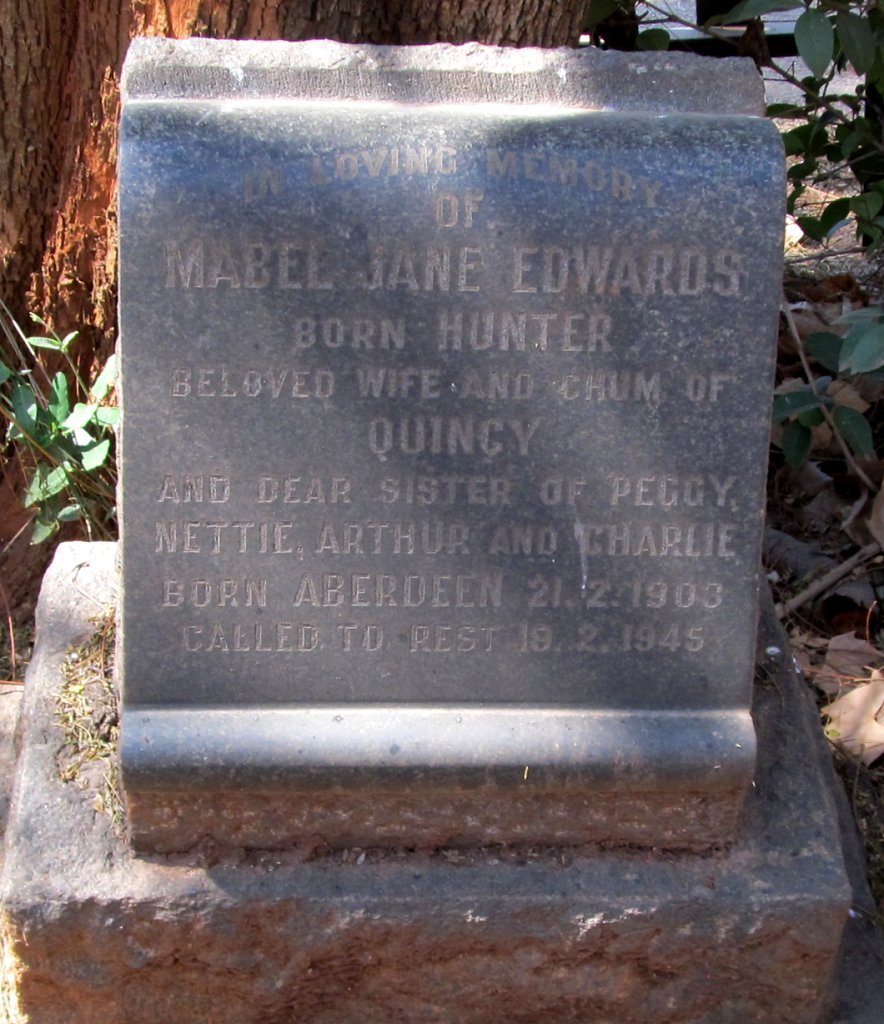 IN LOVING MEMORY
OF
MABEL JANE EDWARDS
BORN HUNTER
BELOVED WIFE AND CHUM OF
QUINCY
AND DEAR SISTER OF PEGGY,
NETTIE, ARTHUR AND CHARLIE
BORN ABERDEEN 21.2.1903
CALLED TO REST 19.2.1945